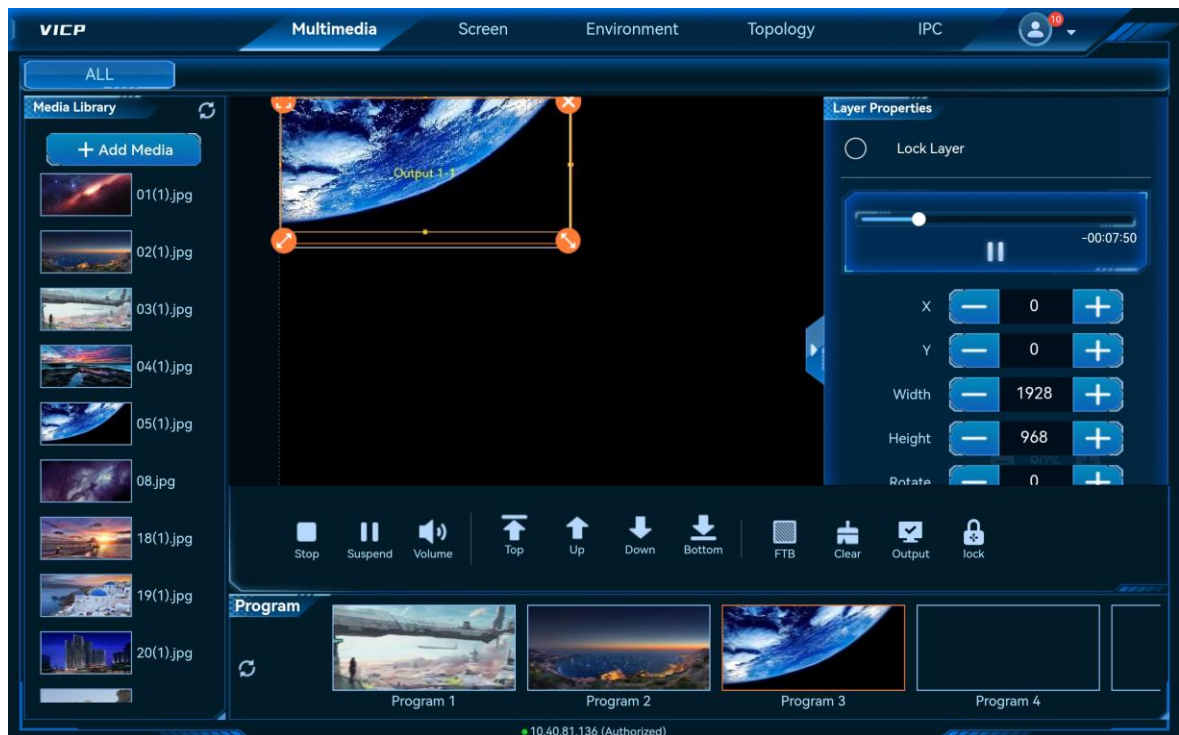 VICP
Multimedia
Screen
Environment
Topology
IPC
10
ALL
Media Library
Add Media
01(1).jpg
02(1).jpg
03(1).jpg
04(1).jpg
05(1).jpg
08.jpg
18(1).jpg
19(1).jpg
20(1).jpg
Output 1-1
Layer Properties
Lock Layer
-00:07:50
X 0
Y 0
Width 1928
Height 968
90%
Rotate 0
Stop Suspend Volume Top Up Down Bottom FTB Clear Output lock
Program
Program 1 Program 2 Program 3 Program 4
10.40.81.136 (Authorized)